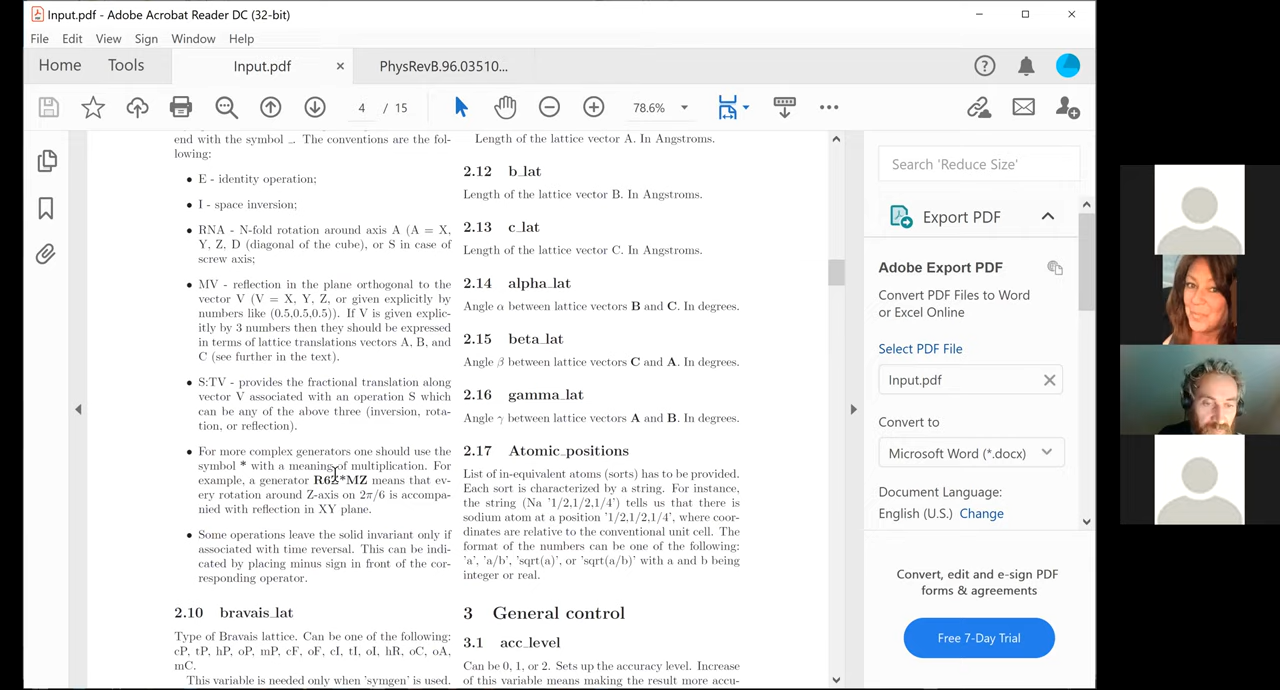 Input.pdf - Adobe Acrobat Reader DC (32-bit)
File Edit View Sign Window Help
Home Tools Input.pdf PhysRevB.96.03510...
4 / 15 78.6%
end with the symbol _. The conventions are the fol-
lowing:
• E - identity operation;
• I - space inversion;
• RNA - N-fold rotation around axis A (A = X,
Y, Z, D (diagonal of the cube), or S in case of
screw axis;
• MV - reflection in the plane orthogonal to the
vector V (V = X, Y, Z, or given explicitly by
numbers like (0.5,0.5,0.5)). If V is given explic-
itly by 3 numbers then they should be expressed
in terms of lattice translations vectors A, B, and
C (see further in the text).
• S:TV - provides the fractional translation along
vector V associated with an operation S which
can be any of the above three (inversion, rota-
tion, or reflection).
• For more complex generators one should use the
symbol * with a meaning of multiplication. For
example, a generator R6Z*MZ means that ev-
ery rotation around Z-axis on 2π/6 is accompa-
nied with reflection in XY plane.
• Some operations leave the solid invariant only if
associated with time reversal. This can be indi-
cated by placing minus sign in front of the cor-
responding operator.
2.10 bravais_lat
Type of Bravais lattice. Can be one of the following:
cP, tP, hP, oP, mP, cF, oF, cI, tI, oI, hR, oC, oA,
mC.
This variable is needed only when 'symgen' is used.
Length of the lattice vector A. In Angstroms.
2.12 b_lat
Length of the lattice vector B. In Angstroms.
2.13 c_lat
Length of the lattice vector C. In Angstroms.
2.14 alpha_lat
Angle α between lattice vectors B and C. In degrees.
2.15 beta_lat
Angle β between lattice vectors C and A. In degrees.
2.16 gamma_lat
Angle γ between lattice vectors A and B. In degrees.
2.17 Atomic_positions
List of in-equivalent atoms (sorts) has to be provided.
Each sort is characterized by a string. For instance,
the string (Na '1/2,1/2,1/4') tells us that there is
sodium atom at a position '1/2,1/2,1/4', where coor-
dinates are relative to the conventional unit cell. The
format of the numbers can be one of the following:
'a', 'a/b', 'sqrt(a)', or 'sqrt(a/b)' with a and b being
integer or real.
3 General control
3.1 acc_level
Can be 0, 1, or 2. Sets up the accuracy level. Increase
of this variable means making the result more accu-
Search 'Reduce Size'
Export PDF
Adobe Export PDF
Convert PDF Files to Word
or Excel Online
Select PDF File
Input.pdf
Convert to
Microsoft Word (*.docx)
Document Language:
English (U.S.) Change
Convert, edit and e-sign PDF
forms & agreements
Free 7-Day Trial